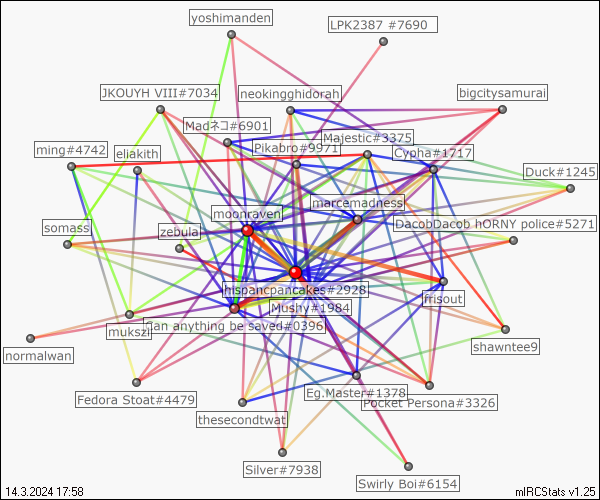 yoshimanden
LPK2387 #7690
JKOUYH VIII#7034
neokingghidorah
bigcitysamurai
Madネコ#6901
Majestic#3375
ming#4742
eliakith
Pikabro#9971
Cypha#1717
Duck#1245
moonraven
marcemadness
somass
zebulai
DacobDacob hORNY police#5271
hispancpancakes#2928
frisout
Mushy#1984
mukszi
Can anything be saved#0396
normalwan
shawntee9
Fedora Stoat#4479
Eg.Master#1378
Pocket Persona#3326
thesecondtwat
Silver#7938
Swirly Boi#6154
14.3.2024 17:58
mIRCStats v1.25